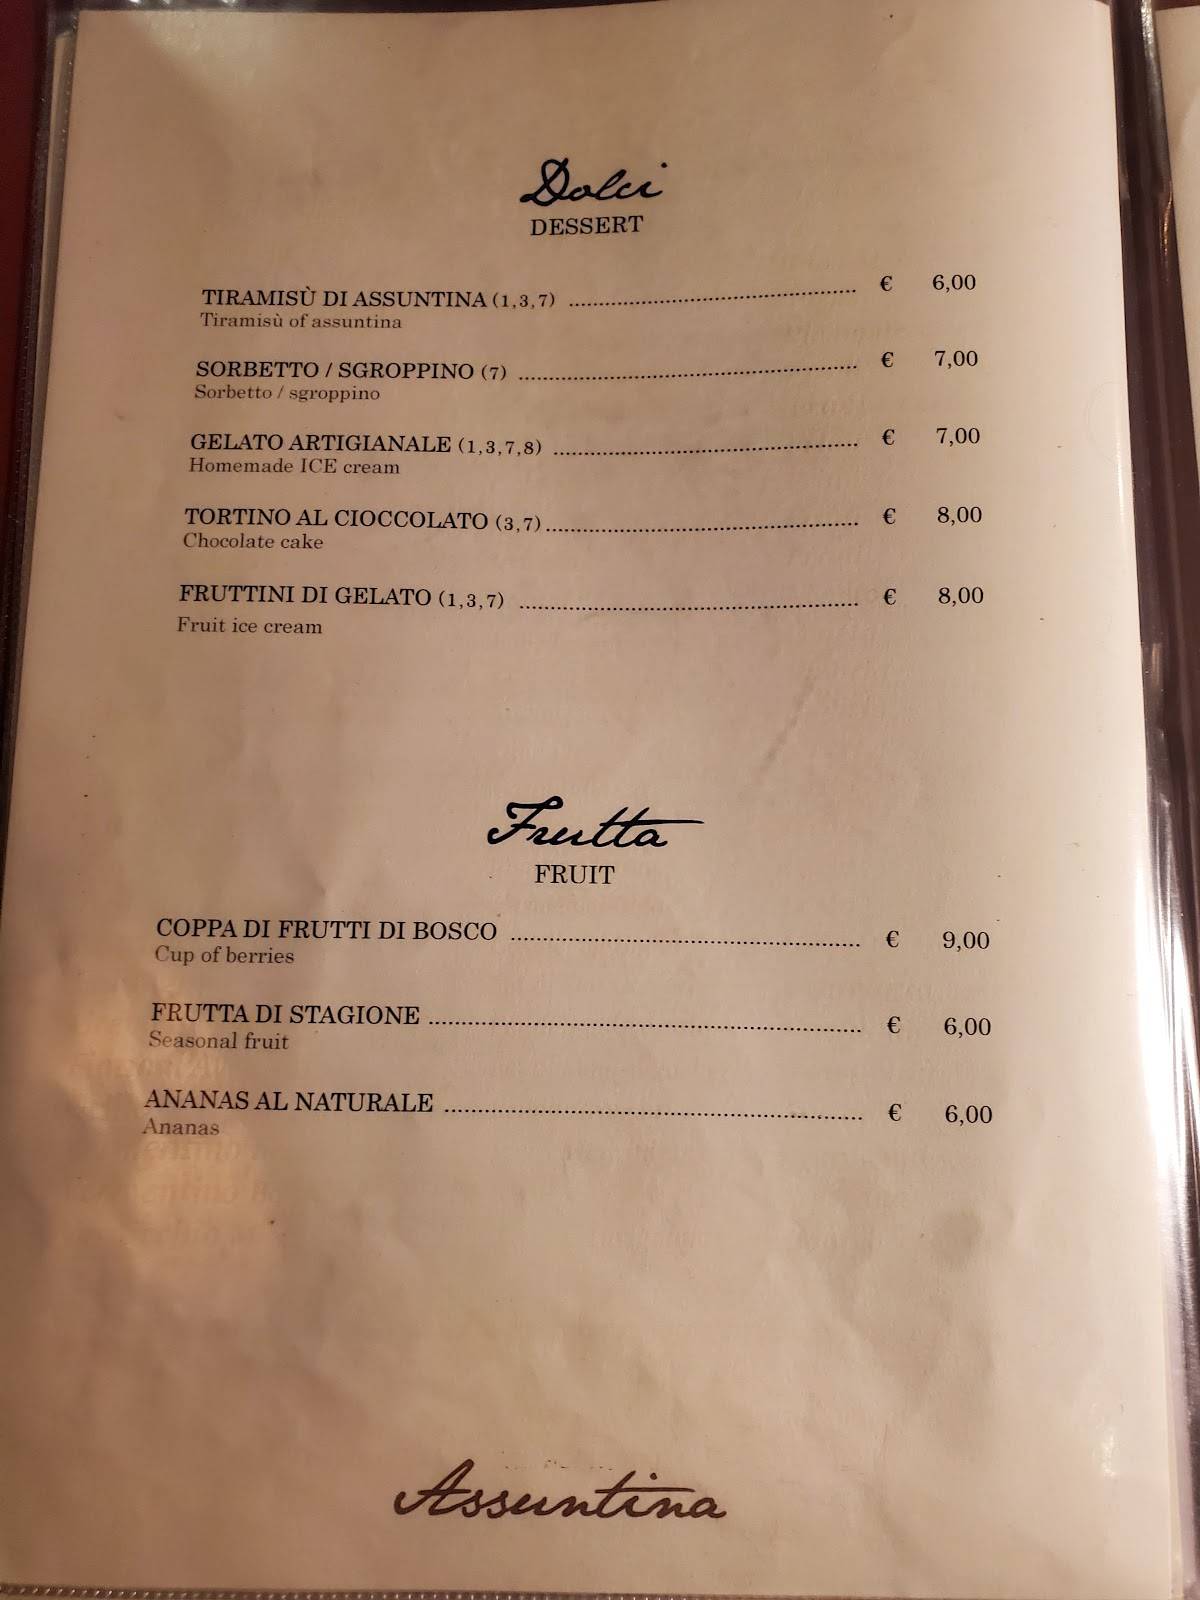 Dolci
DESSERT
TIRAMISÙ DI ASSUNTINA (1,3,7) ........ € 6,00
Tiramisù of assuntina
SORBETTO / SGROPPINO (7) ........ € 7,00
Sorbetto / sgroppino
GELATO ARTIGIANALE (1,3,7,8) ........ € 7,00
Homemade ICE cream
TORTINO AL CIOCCOLATO (3,7) ........ € 8,00
Chocolate cake
FRUTTINI DI GELATO (1,3,7) ........ € 8,00
Fruit ice cream
Frutta
FRUIT
COPPA DI FRUTTI DI BOSCO ........ € 9,00
Cup of berries
FRUTTA DI STAGIONE ........ € 6,00
Seasonal fruit
ANANAS AL NATURALE ........ € 6,00
Ananas
Assuntina